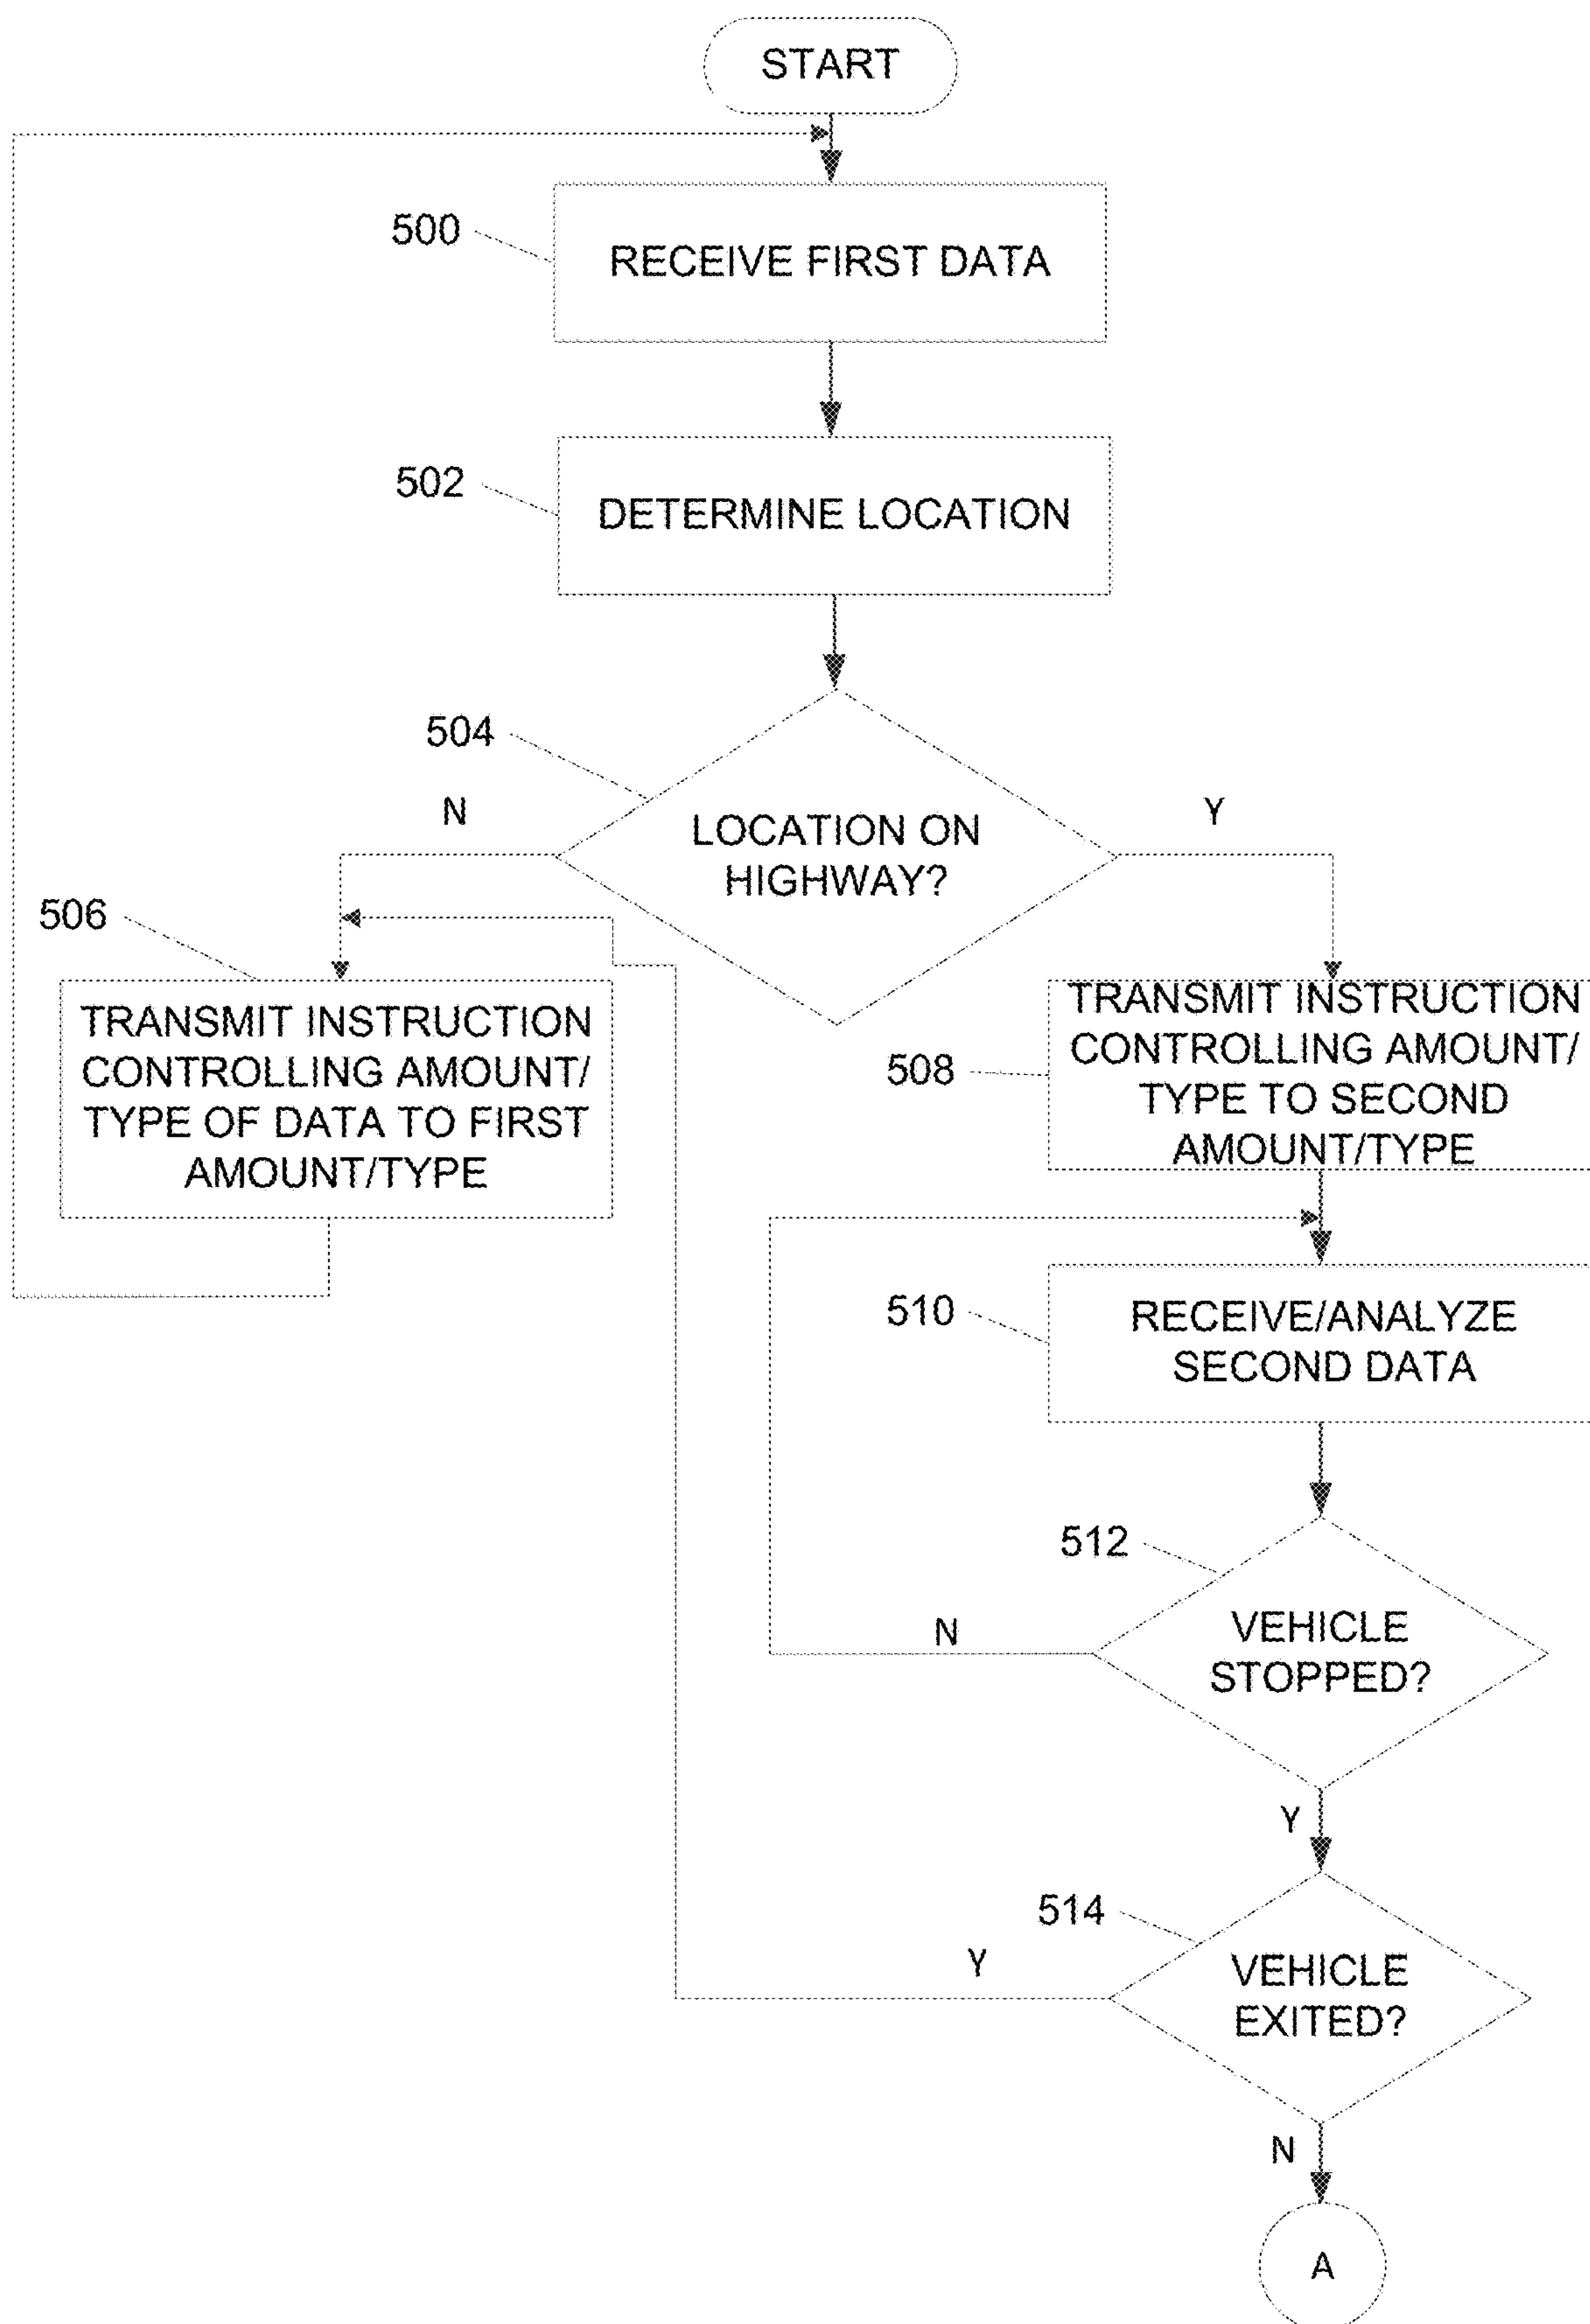 START
500
RECEIVE FIRST DATA
502
DETERMINE LOCATION
504
N
Y
LOCATION ON
HIGHWAY?
506
TRANSMIT INSTRUCTION
CONTROLLING AMOUNT/
TYPE OF DATA TO FIRST
AMOUNT/TYPE
508
TRANSMIT INSTRUCTION
CONTROLLING AMOUNT/
TYPE TO SECOND
AMOUNT/TYPE
510
RECEIVE/ANALYZE
SECOND DATA
512
N
VEHICLE
STOPPED?
Y
514
Y
VEHICLE
EXITED?
N
A